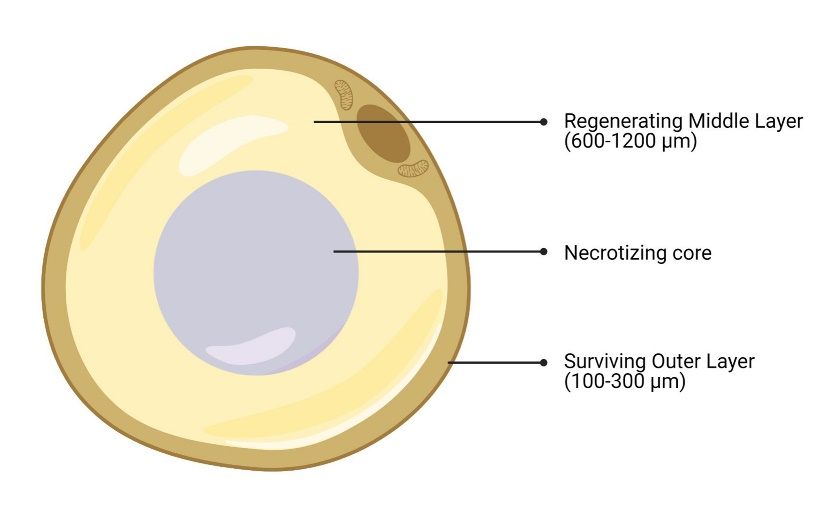 Regenerating Middle Layer
(600-1200 µm)
Necrotizing core
Surviving Outer Layer
(100-300 µm)